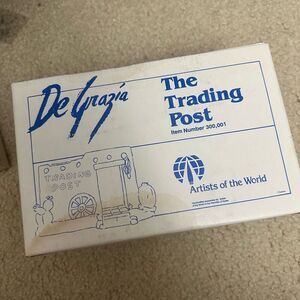 De Grazia
The
Trading
Post
Item Number 300,001
TRADING
POST
Artists of the World